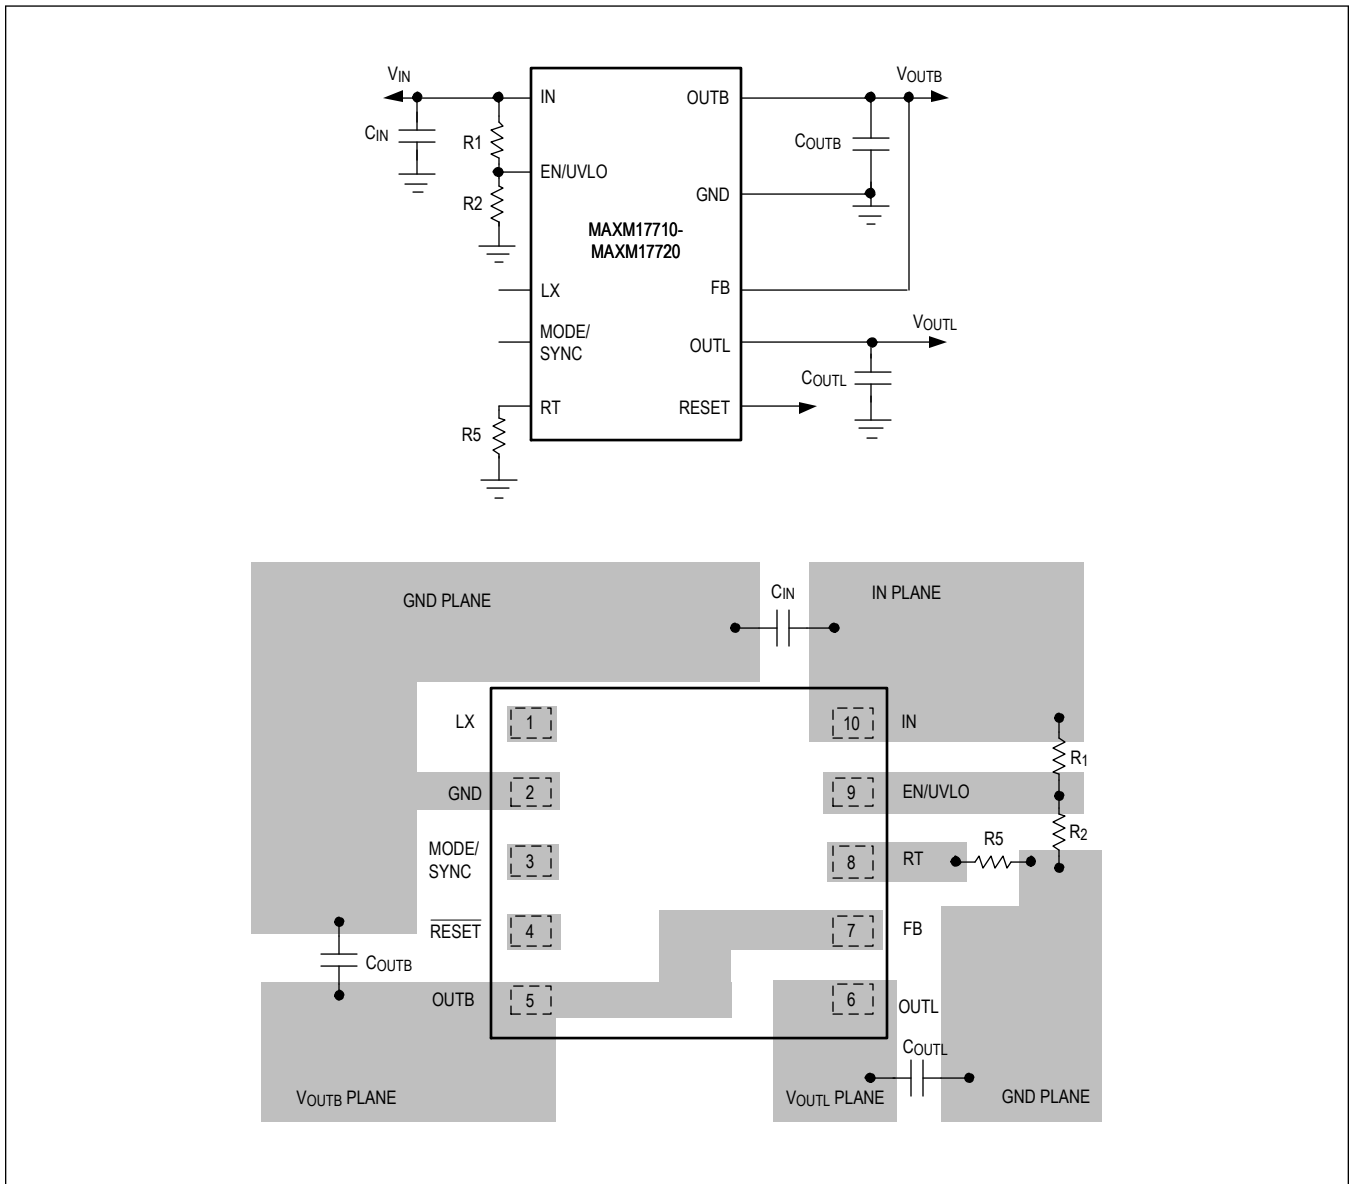 VIN
VOUTB
IN
OUTB
CIN
R1
COUTB
EN/UVLO
GND
R2
MAXM17710-
MAXM17720
LX
FB
MODE/
SYNC
OUTL
VOUTL
COUTL
RT
RESET
R5
GND PLANE
CIN
IN PLANE
LX
1
10
IN
R1
GND
2
9
EN/UVLO
R2
MODE/
SYNC
3
8
RT
R5
RESET
4
7
FB
COUTB
OUTB
5
6
OUTL
COUTL
VOUTB PLANE
VOUTL PLANE
GND PLANE